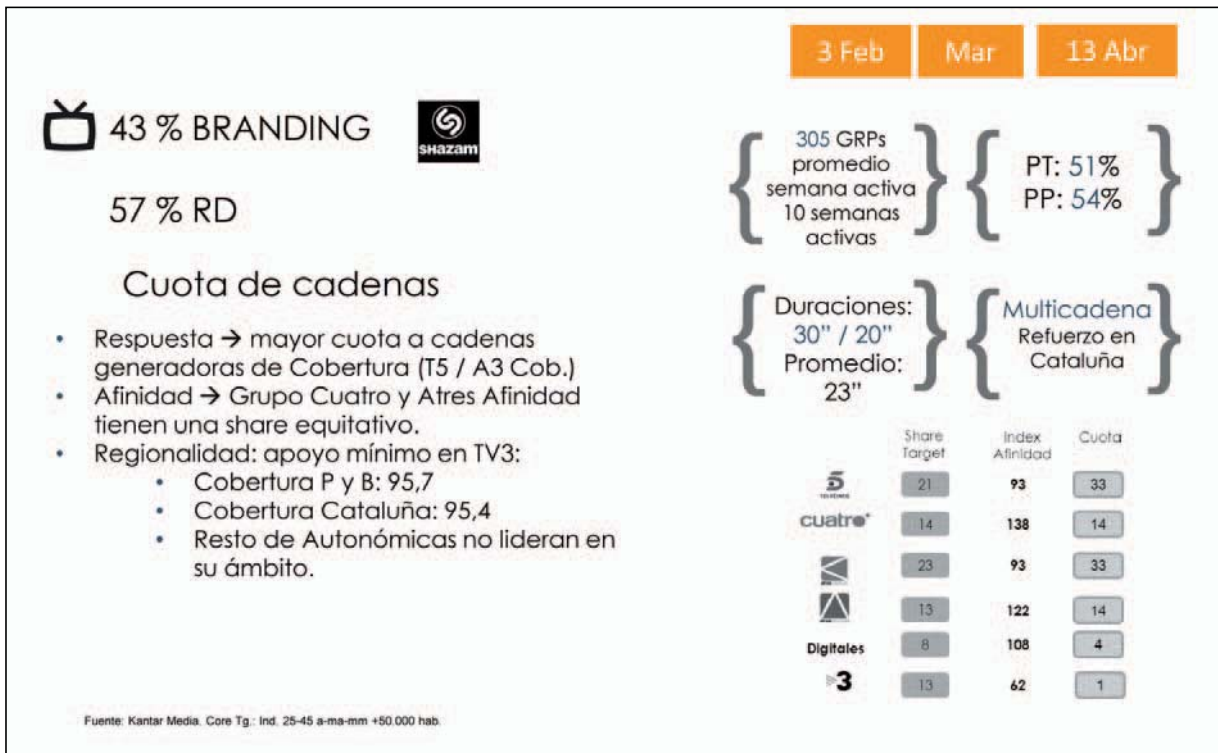 3 Feb
Mar
13 Abr
43 % BRANDING
SHAZAM
57 % RD
Cuota de cadenas
• Respuesta → mayor cuota a cadenas
generadoras de Cobertura (T5 / A3 Cob.)
• Afinidad → Grupo Cuatro y Atres Afinidad
tienen una share equitativo.
• Regionalidad: apoyo mínimo en TV3:
• Cobertura P y B: 95,7
• Cobertura Cataluña: 95,4
• Resto de Autonómicas no lideran en
su ámbito.
305 GRPs
promedio
semana activa
10 semanas
activas
PT: 51%
PP: 54%
Duraciones:
30” / 20”
Promedio:
23”
Multicadena
Refuerzo en
Cataluña
Share Target Index Afinidad Cuota
5 21 93 33
cuatro 14 138 14
23 93 33
13 122 14
Digitales 8 108 4
3 13 62 1
Fuente: Kantar Media. Core Tg.: Ind. 25-45 a-ma-mm +50.000 hab.